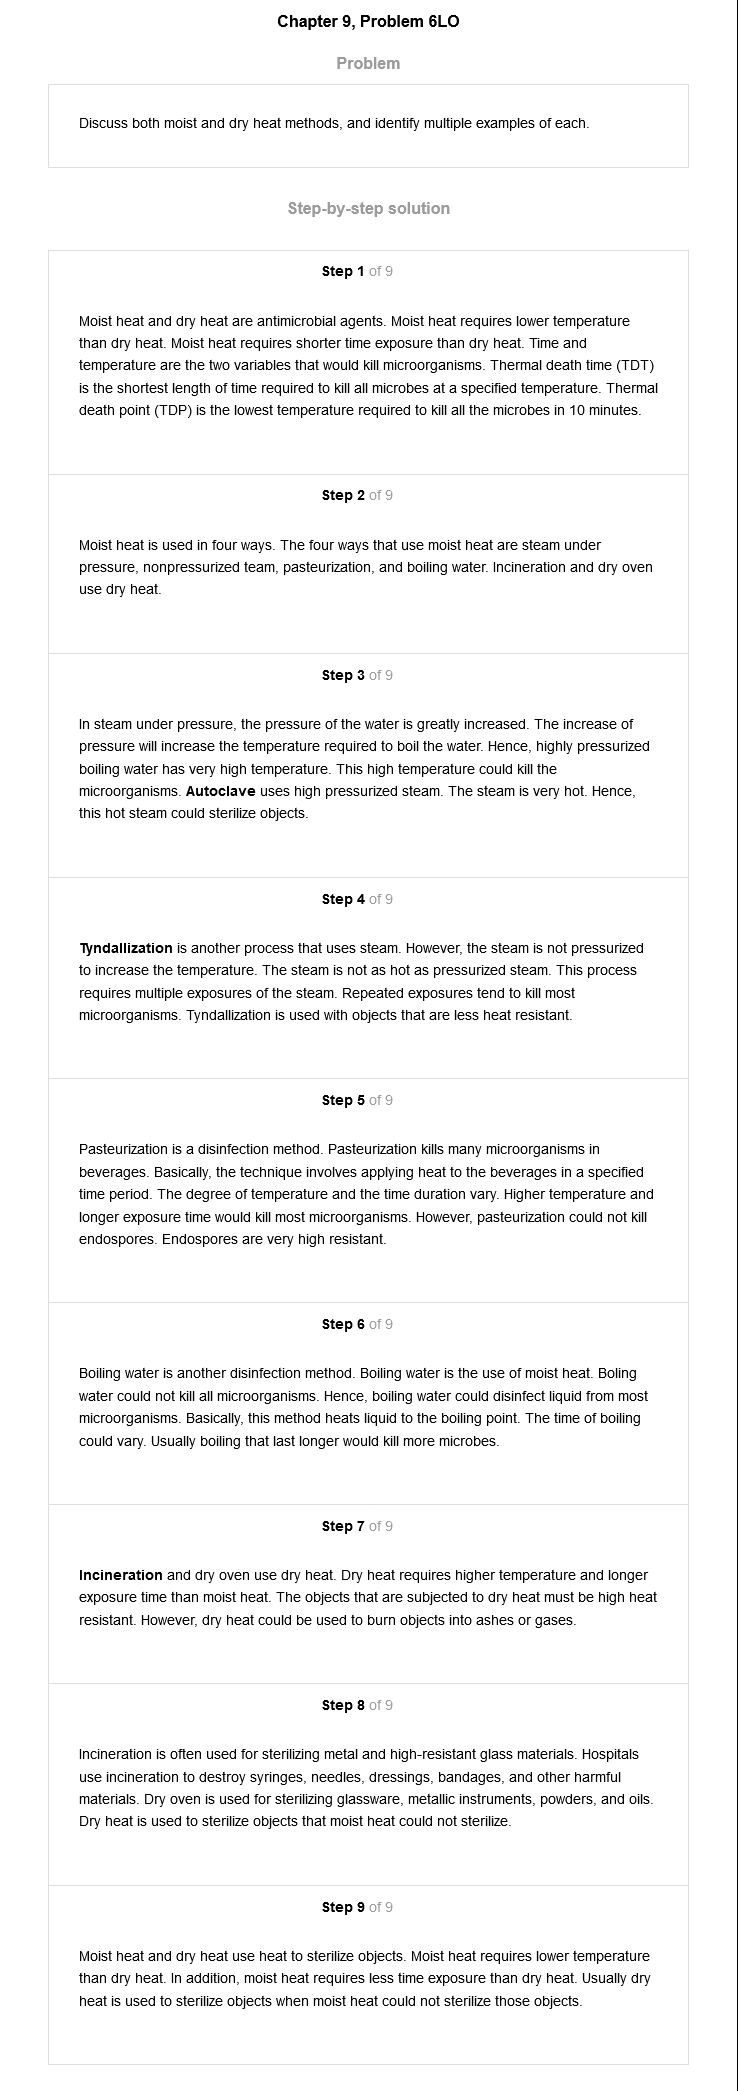 Chapter 9, Problem 6LO
Problem
Discuss both moist and dry heat methods, and identify multiple examples of each.
Step-by-step solution
Step 1 of 9
Moist heat and dry heat are antimicrobial agents. Moist heat requires lower temperature
than dry heat. Moist heat requires shorter time exposure than dry heat. Time and
temperature are the two variables that would kill microorganisms. Thermal death time (TDT)
is the shortest length of time required to kill all microbes at a specified temperature. Thermal
death point (TDP) is the lowest temperature required to kill all the microbes in 10 minutes.
Step 2 of 9
Moist heat is used in four ways. The four ways that use moist heat are steam under
pressure, nonpressurized team, pasteurization, and boiling water. Incineration and dry oven
use dry heat.
Step 3 of 9
In steam under pressure, the pressure of the water is greatly increased. The increase of
pressure will increase the temperature required to boil the water. Hence, highly pressurized
boiling water has very high temperature. This high temperature could kill the
microorganisms. Autoclave uses high pressurized steam. The steam is very hot. Hence,
this hot steam could sterilize objects.
Step 4 of 9
Tyndallization is another process that uses steam. However, the steam is not pressurized
to increase the temperature. The steam is not as hot as pressurized steam. This process
requires multiple exposures of the steam. Repeated exposures tend to kill most
microorganisms. Tyndallization is used with objects that are less heat resistant.
Step 5 of 9
Pasteurization is a disinfection method. Pasteurization kills many microorganisms in
beverages. Basically, the technique involves applying heat to the beverages in a specified
time period. The degree of temperature and the time duration vary. Higher temperature and
longer exposure time would kill most microorganisms. However, pasteurization could not kill
endospores. Endospores are very high resistant.
Step 6 of 9
Boiling water is another disinfection method. Boiling water is the use of moist heat. Boling
water could not kill all microorganisms. Hence, boiling water could disinfect liquid from most
microorganisms. Basically, this method heats liquid to the boiling point. The time of boiling
could vary. Usually boiling that last longer would kill more microbes.
Step 7 of 9
Incineration and dry oven use dry heat. Dry heat requires higher temperature and longer
exposure time than moist heat. The objects that are subjected to dry heat must be high heat
resistant. However, dry heat could be used to burn objects into ashes or gases.
Step 8 of 9
Incineration is often used for sterilizing metal and high-resistant glass materials. Hospitals
use incineration to destroy syringes, needles, dressings, bandages, and other harmful
materials. Dry oven is used for sterilizing glassware, metallic instruments, powders, and oils.
Dry heat is used to sterilize objects that moist heat could not sterilize.
Step 9 of 9
Moist heat and dry heat use heat to sterilize objects. Moist heat requires lower temperature
than dry heat. In addition, moist heat requires less time exposure than dry heat. Usually dry
heat is used to sterilize objects when moist heat could not sterilize those objects.